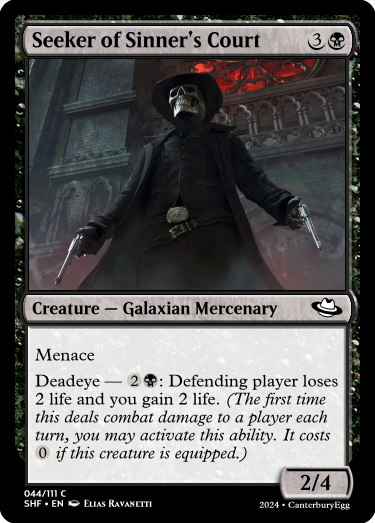 Seeker of Sinner's Court 3
Creature — Galaxian Mercenary
Menace
Deadeye — 2: Defending player loses
2 life and you gain 2 life. (The first time
this deals combat damage to a player each
turn, you may activate this ability. It costs
0 if this creature is equipped.)
2/4
044/111 C
SHF • EN Elias Ravanetti
2024 • CanterburyEgg